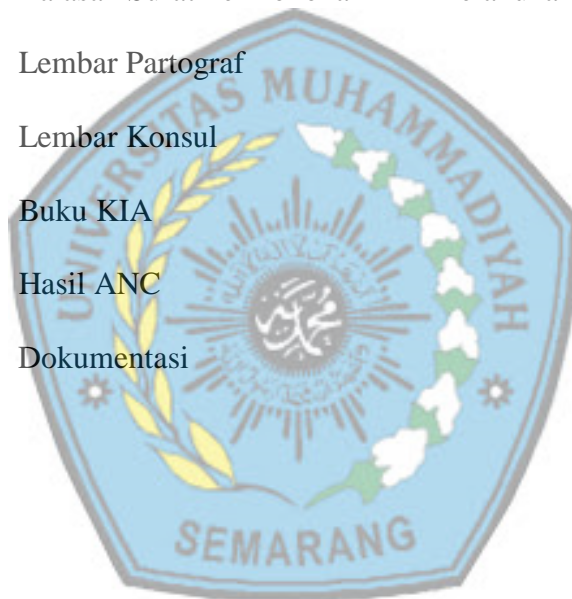 Lembar Partograf
Lembar Konsul
Buku KIA
Hasil ANC
Dokumentasi
UNIVERSITAS MUHAMMADIYAH
SEMARANG